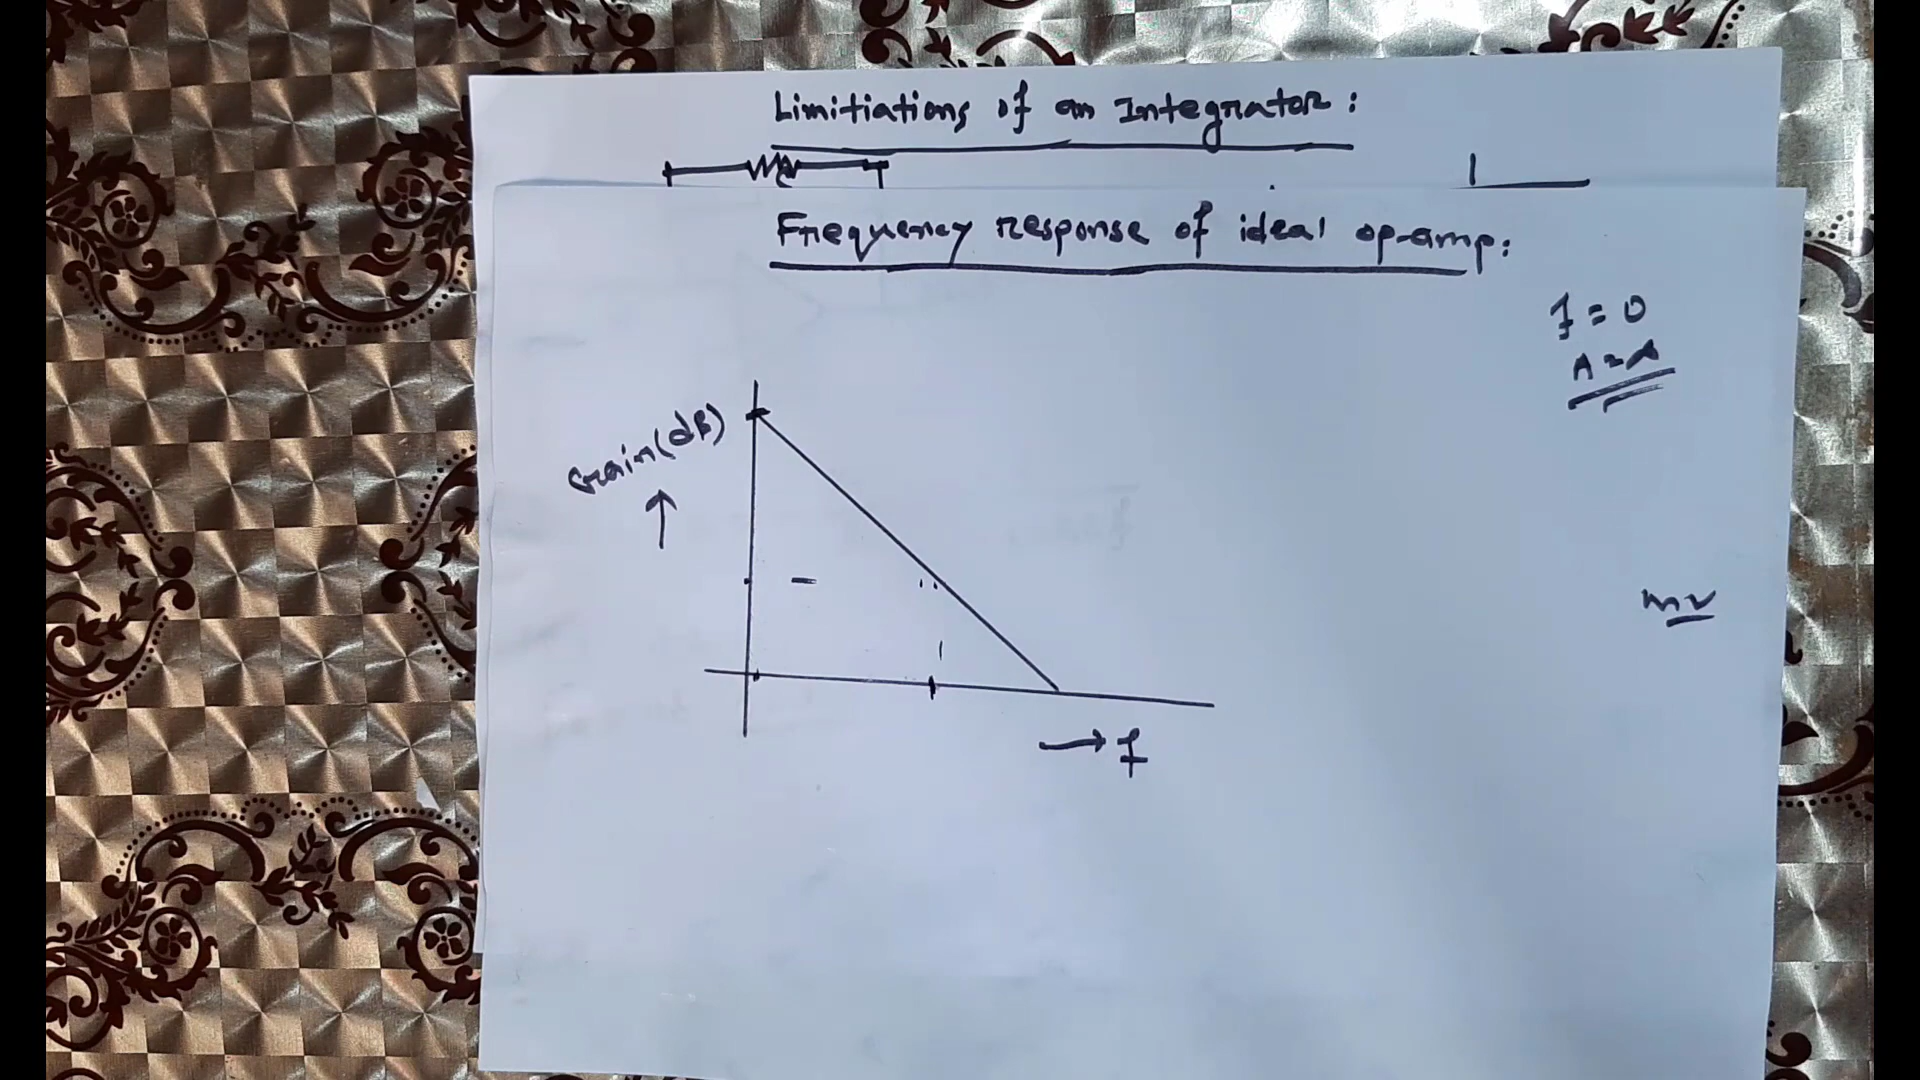 Limitiations of an Integrator:
Frequency response of ideal op-amp:
f = 0
A = ∝
Gain(dB)
↑
mv
→ f